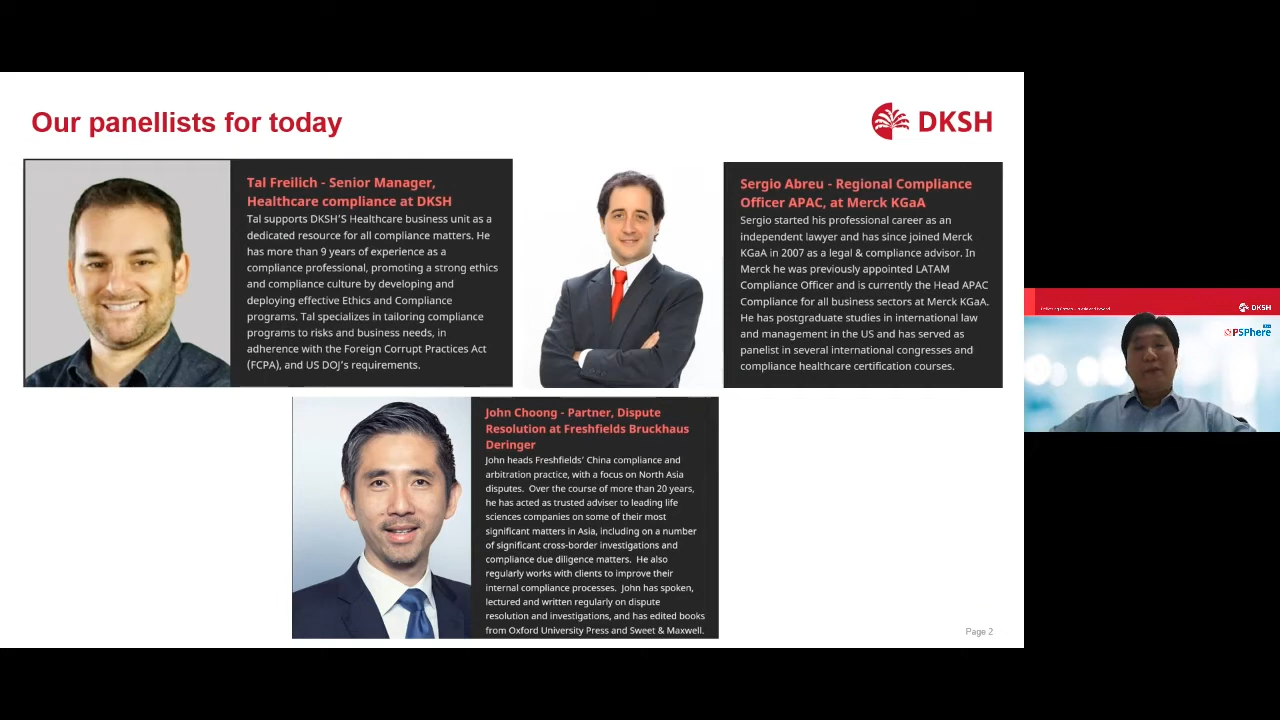 Our panellists for today
DKSH
Tal Freilich - Senior Manager,
Healthcare compliance at DKSH
Tal supports DKSH'S Healthcare business unit as a
dedicated resource for all compliance matters. He
has more than 9 years of experience as a
compliance professional, promoting a strong ethics
and compliance culture by developing and
deploying effective Ethics and Compliance
programs. Tal specializes in tailoring compliance
programs to risks and business needs, in
adherence with the Foreign Corrupt Practices Act
(FCPA), and US DOJ's requirements.
Sergio Abreu - Regional Compliance
Officer APAC, at Merck KGaA
Sergio started his professional career as an
independent lawyer and has since joined Merck
KGaA in 2007 as a legal & compliance advisor. In
Merck he was previously appointed LATAM
Compliance Officer and is currently the Head APAC
Compliance for all business sectors at Merck KGaA.
He has postgraduate studies in international law
and management in the US and has served as
panelist in several international congresses and
compliance healthcare certification courses.
John Choong - Partner, Dispute
Resolution at Freshfields Bruckhaus
Deringer
John heads Freshfields' China compliance and
arbitration practice, with a focus on North Asia
disputes. Over the course of more than 20 years,
he has acted as trusted adviser to leading life
sciences companies on some of their most
significant matters in Asia, including on a number
of significant cross-border investigations and
compliance due diligence matters. He also
regularly works with clients to improve their
internal compliance processes. John has spoken,
lectured and written regularly on dispute
resolution and investigations, and has edited books
from Oxford University Press and Sweet & Maxwell.
Page 2
DKSH
PSPhere